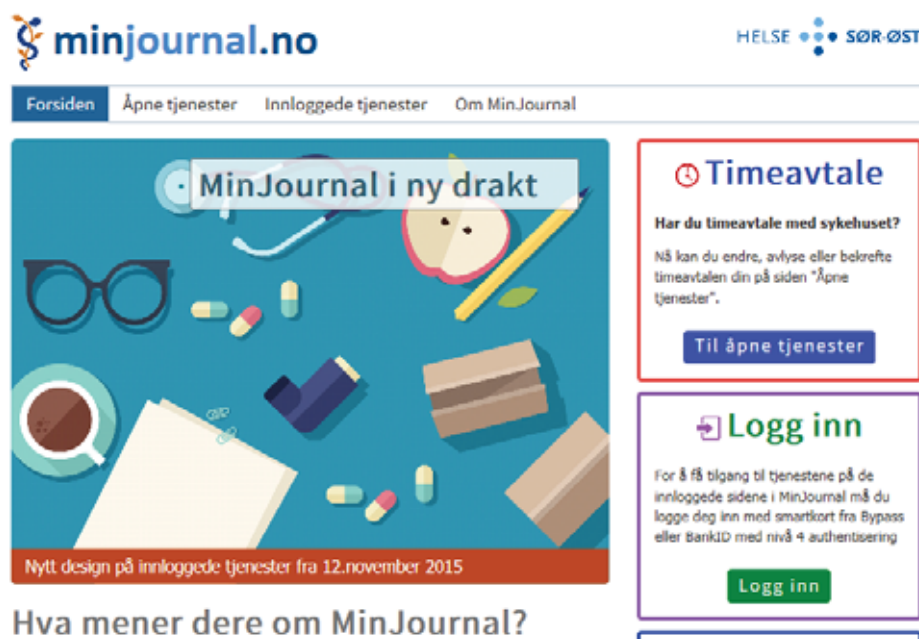 minjournal.no
HELSE SØR-ØST
Forsiden Åpne tjenester Innloggede tjenester Om MinJournal
MinJournal i ny drakt
Nytt design på innloggede tjenester fra 12.november 2015
Hva mener dere om MinJournal?
Timeavtale
Har du timeavtale med sykehuset?
Nå kan du endre, avlyse eller bekrefte
timeavtalen din på siden "Åpne
tjenester".
Til åpne tjenester
Logg inn
For å få tilgang til tjenestene på de
innloggede sidene i MinJournal må du
logge deg inn med smartkort fra Bypass
eller BankID med nivå 4 authentisering
Logg inn